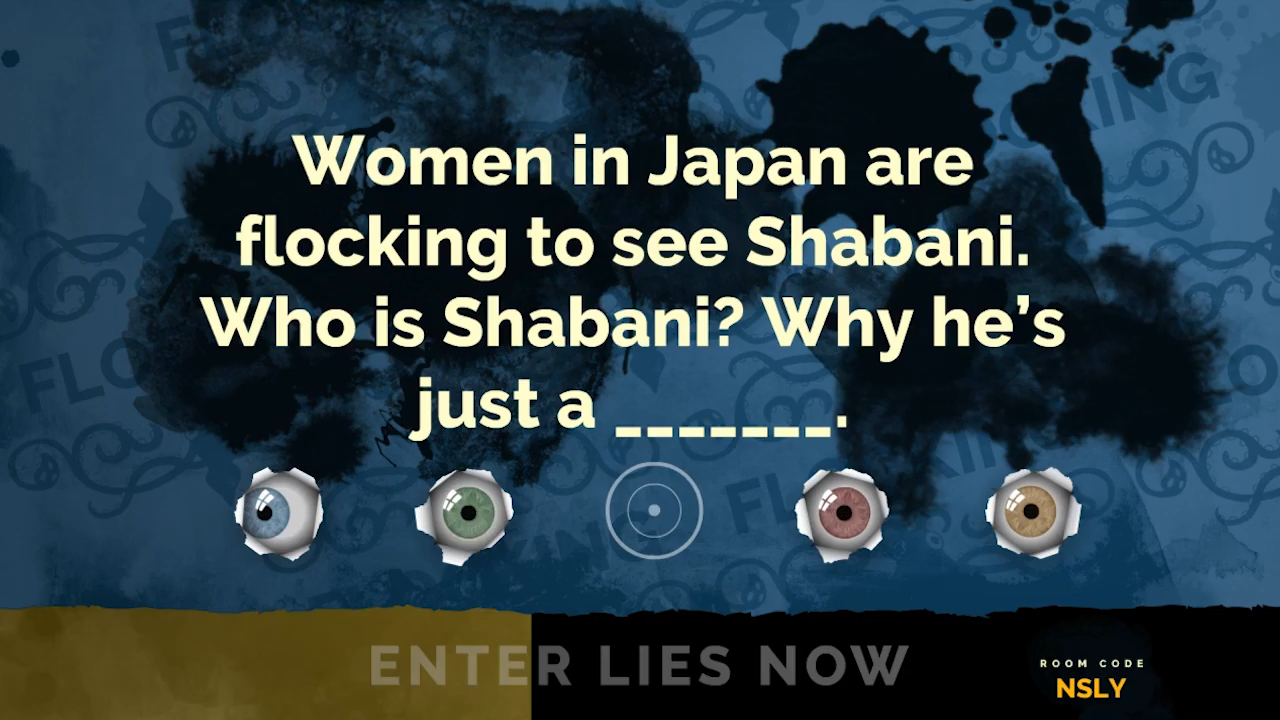 Women in Japan are
flocking to see Shabani.
Who is Shabani? Why he’s
just a _______.
ENTER LIES NOW
ROOM CODE
NSLY